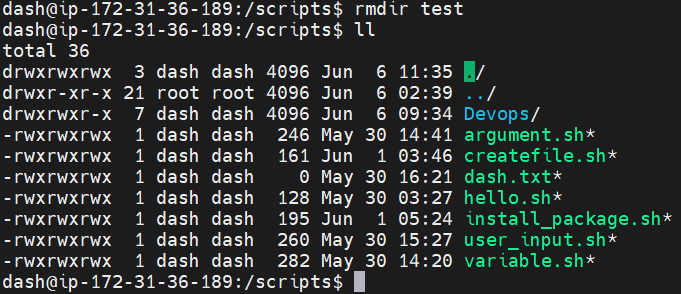 dash@ip-172-31-36-189:/scripts$ rmdir test
dash@ip-172-31-36-189:/scripts$ ll
total 36
drwxrwxrwx  3 dash dash 4096 Jun  6 11:35 ./
drwxr-xr-x 21 root root 4096 Jun  6 02:39 ../
drwxrwxr-x  7 dash dash 4096 Jun  6 09:34 Devops/
-rwxrwxrwx  1 dash dash  246 May 30 14:41 argument.sh*
-rwxrwxrwx  1 dash dash  161 Jun  1 03:46 createfile.sh*
-rwxrwxrwx  1 dash dash    0 May 30 16:21 dash.txt*
-rwxrwxrwx  1 dash dash  128 May 30 03:27 hello.sh*
-rwxrwxrwx  1 dash dash  195 Jun  1 05:24 install_package.sh*
-rwxrwxrwx  1 dash dash  260 May 30 15:27 user_input.sh*
-rwxrwxrwx  1 dash dash  282 May 30 14:20 variable.sh*
dash@ip-172-31-36-189:/scripts$